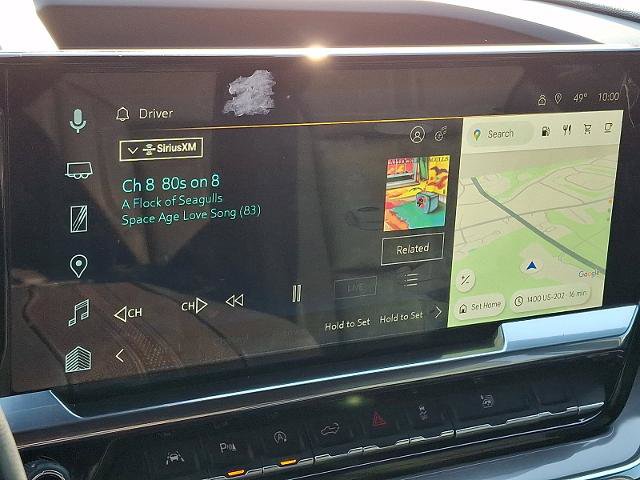 Driver
49° 10:00
SiriusXM
Search
Ch 8 80s on 8
A Flock of Seagulls
Space Age Love Song (83)
Related
LIVE
Google
CH
CH
Set Home
1400 US-202 · 16 min
Hold to Set
Hold to Set